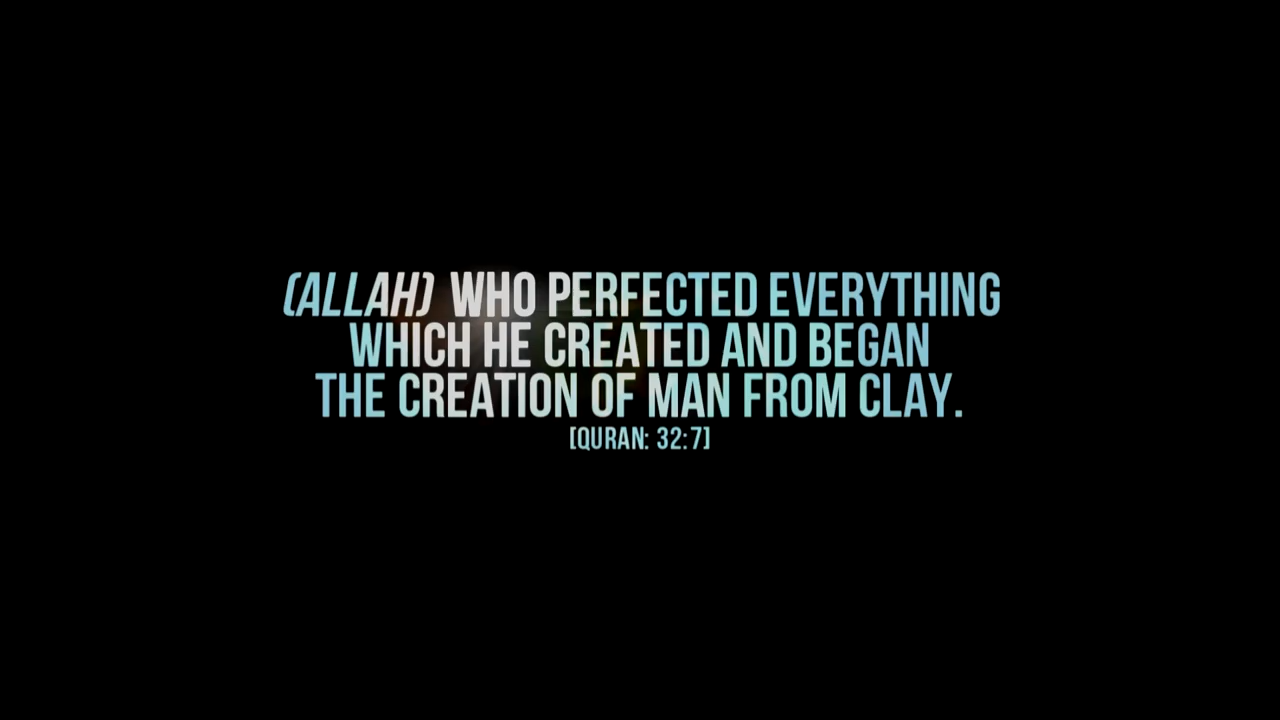 (ALLAH) WHO PERFECTED EVERYTHING
WHICH HE CREATED AND BEGAN
THE CREATION OF MAN FROM CLAY.
[QURAN: 32:7]